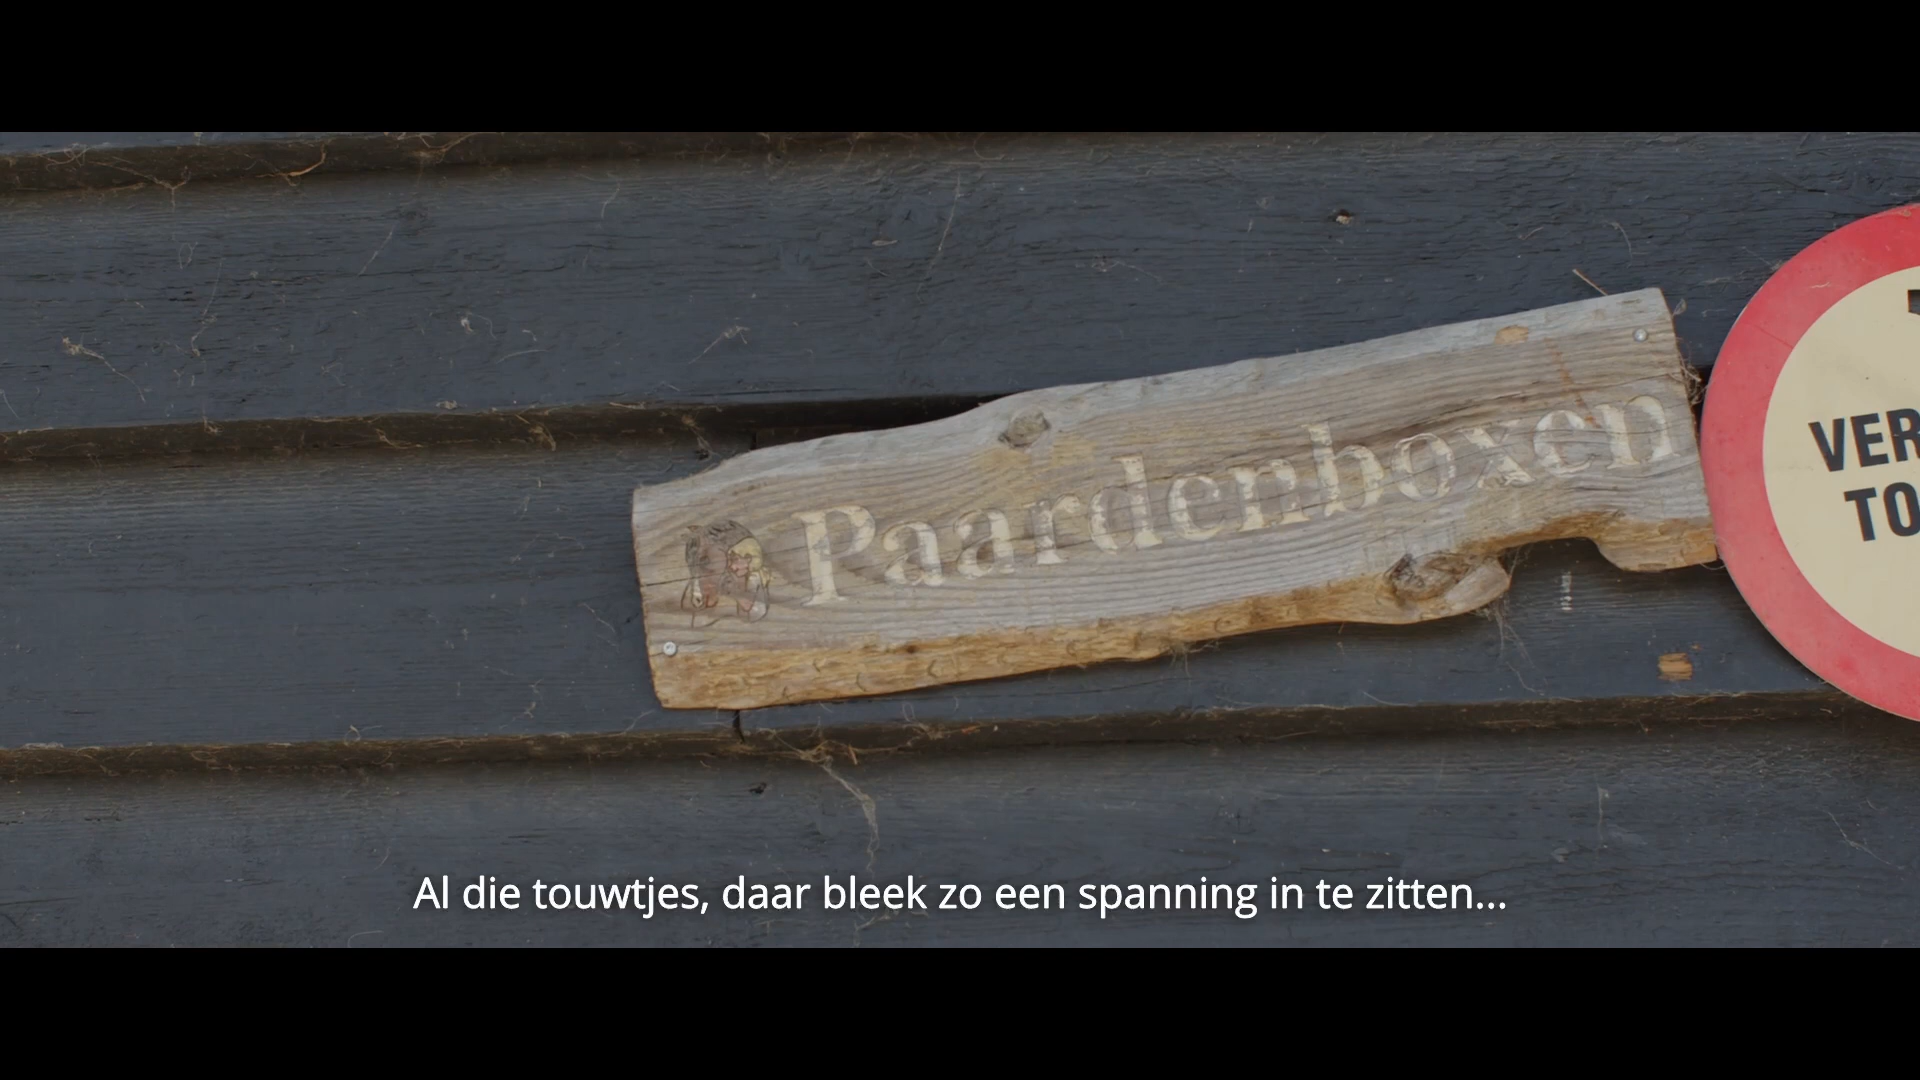 Paardenboxen
VER
TO
Al die touwtjes, daar bleek zo een spanning in te zitten...